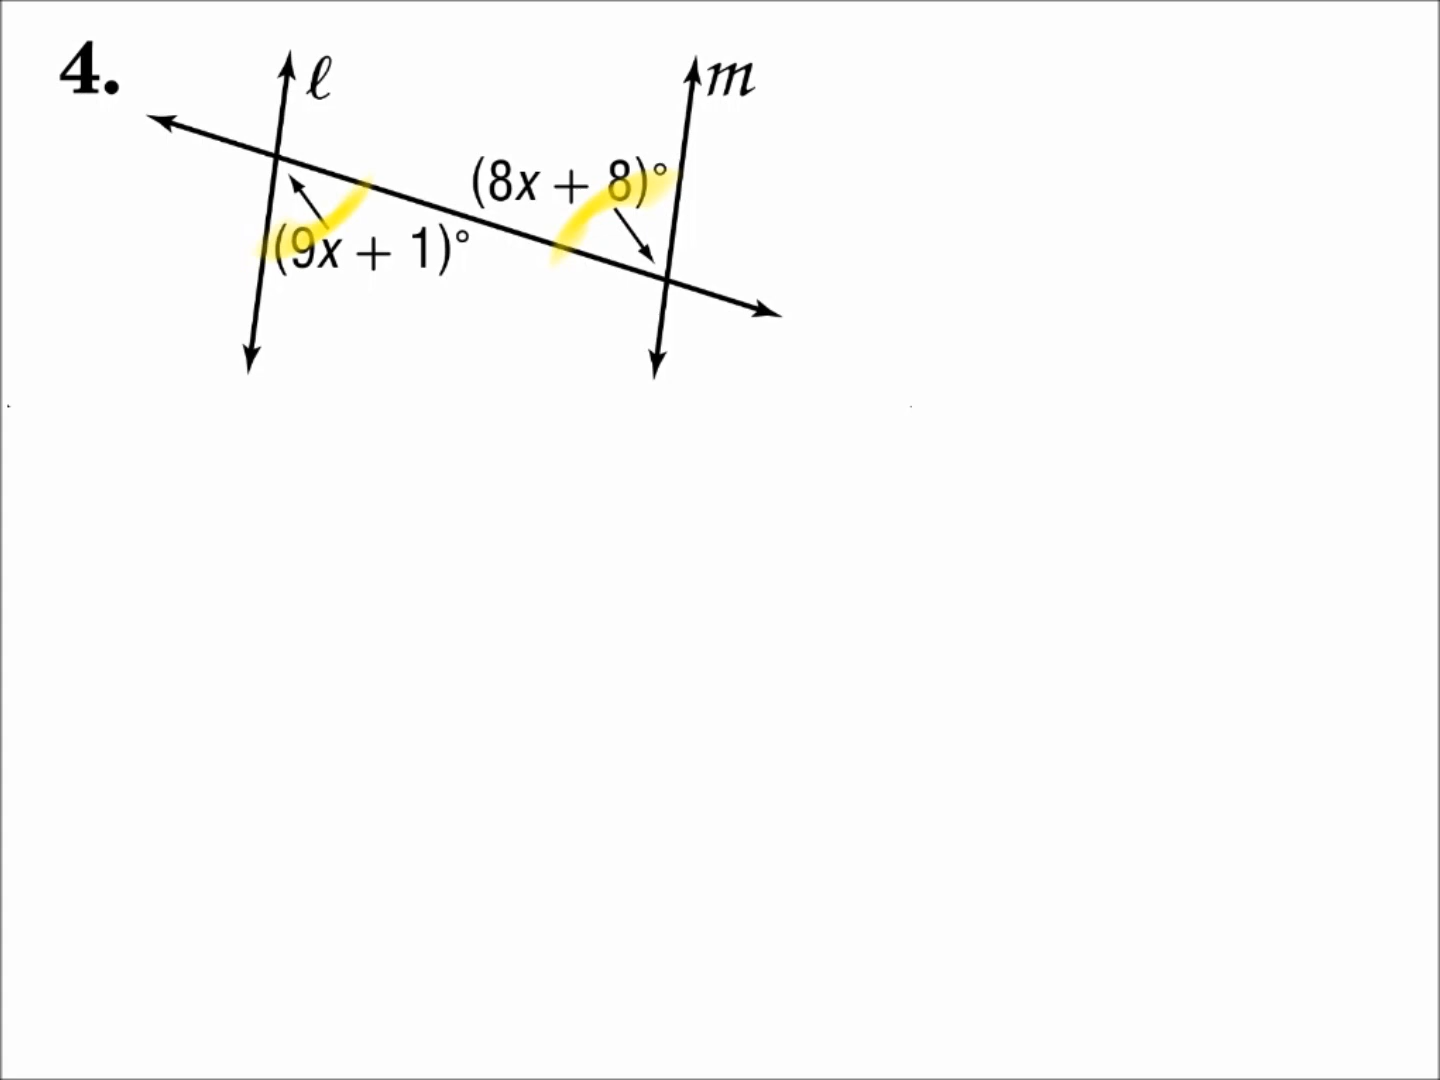 4.
ℓ
m
(8x + 8)°
(9x + 1)°